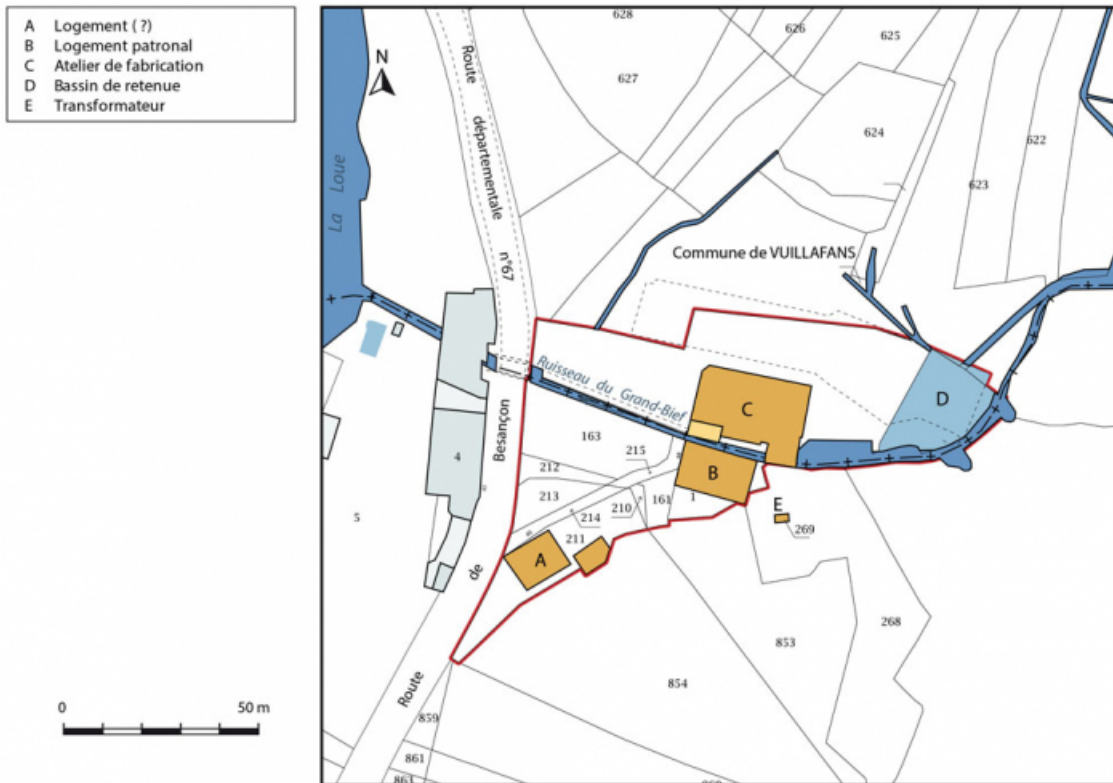 A Logement (?)
B Logement patronal
C Atelier de fabrication
D Bassin de retenue
E Transformateur
N
La Loue
Route départementale n°67
628
627
626
625
624
622
623
Commune de VUILLAFANS
Ruisseau du Grand-Bief
C
D
B
E
A
Route de Besançon
4
5
163
215
212
213
214
210
161
1
211
269
268
853
854
859
861
863
0 50 m